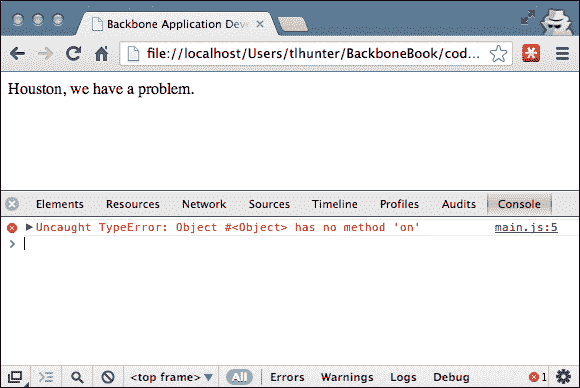 Backbone Application Deve
file://localhost/Users/tlhunter/BackboneBook/cod...
Houston, we have a problem.
Elements Resources Network Sources Timeline Profiles Audits Console
Uncaught TypeError: Object #<Object> has no method 'on' main.js:5
>
<top frame> All Errors Warnings Logs Debug 1